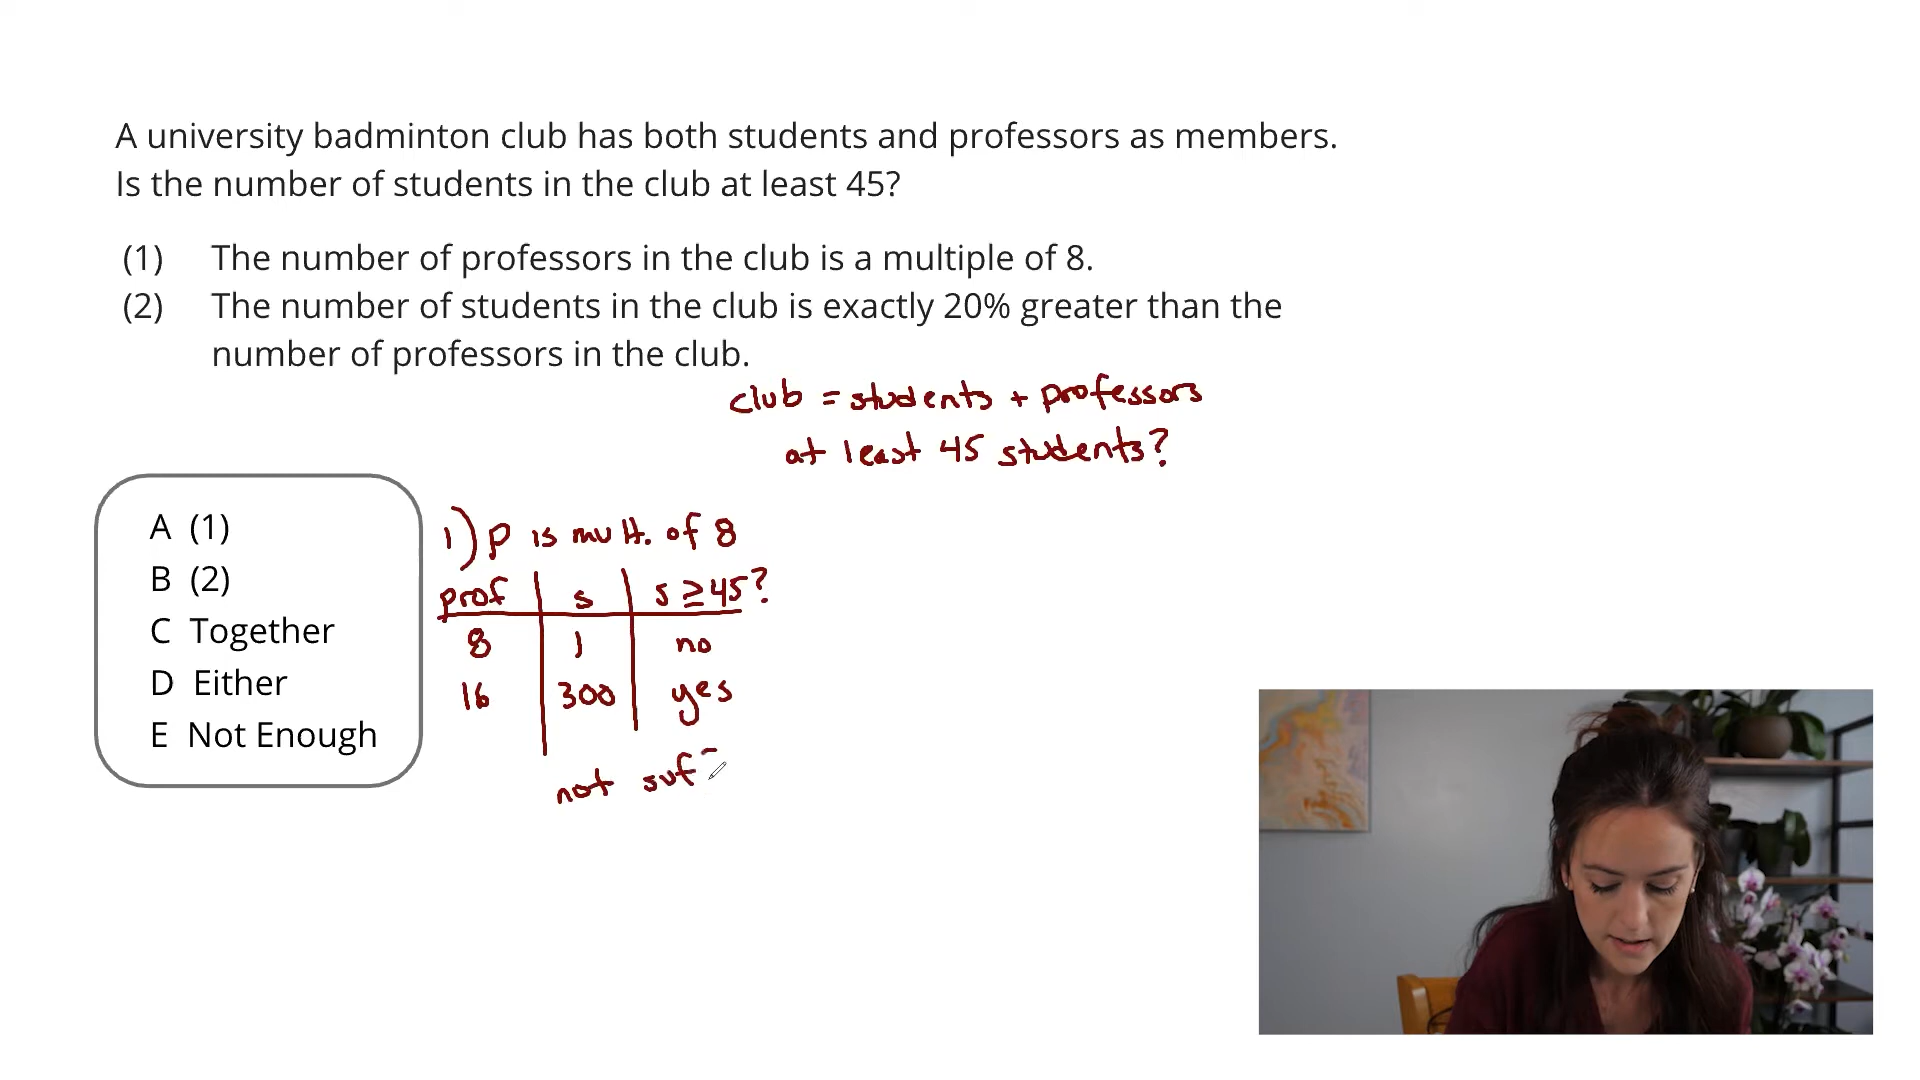 A university badminton club has both students and professors as members.
Is the number of students in the club at least 45?
(1) The number of professors in the club is a multiple of 8.
(2) The number of students in the club is exactly 20% greater than the
number of professors in the club.
club = students + professors
at least 45 students?
A (1)
B (2)
C Together
D Either
E Not Enough
1) P is mult. of 8
prof s s ≥ 45?
8 1 no
16 300 yes
not suf